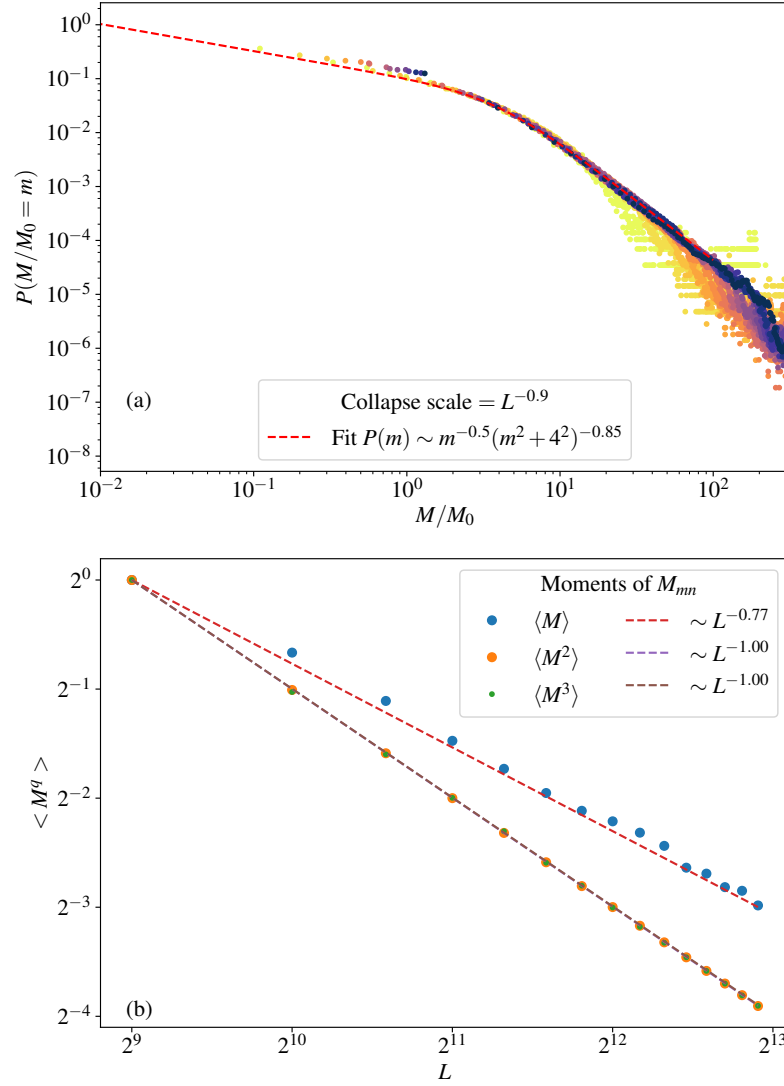 10^0
10^{-1}
10^{-2}
10^{-3}
10^{-4}
10^{-5}
10^{-6}
10^{-7}
10^{-8}
P(M/M_0 = m)
(a)
Collapse scale = L^{-0.9}
Fit P(m) ∼ m^{-0.5}(m^2 + 4^2)^{-0.85}
10^{-2} 10^{-1} 10^0 10^1 10^2
M/M_0
2^0
2^{-1}
2^{-2}
2^{-3}
2^{-4}
< M^q >
Moments of M_{mn}
⟨M⟩ ∼ L^{-0.77}
⟨M^2⟩ ∼ L^{-1.00}
⟨M^3⟩ ∼ L^{-1.00}
(b)
2^9 2^{10} 2^{11} 2^{12} 2^{13}
L